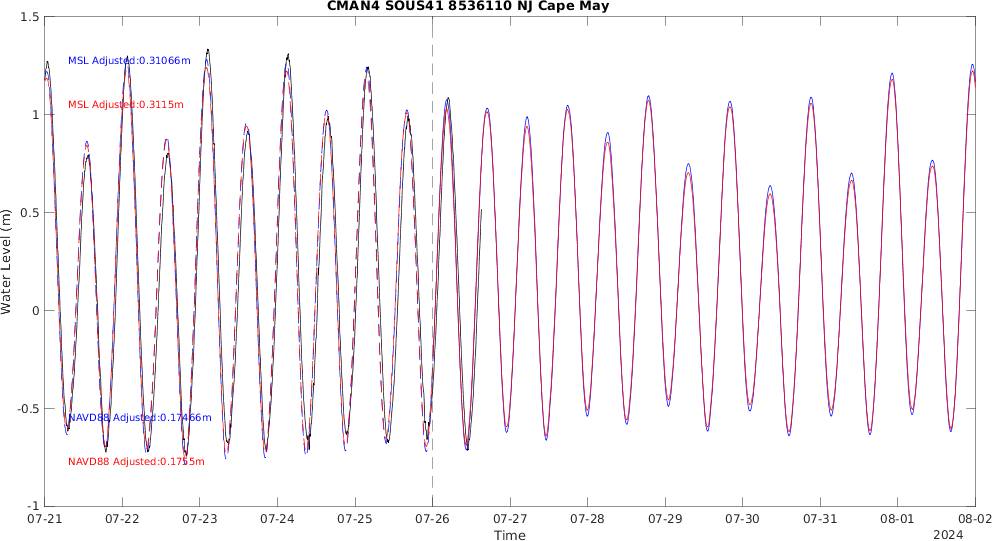 CMAN4 SOUS41 8536110 NJ Cape May
1.5
MSL Adjusted:0.31066m
MSL Adjusted:0.3115m
1
0.5
Water Level (m)
0
-0.5
NAVD88 Adjusted:0.17466m
NAVD88 Adjusted:0.1755m
-1
07-21 07-22 07-23 07-24 07-25 07-26 07-27 07-28 07-29 07-30 07-31 08-01 08-02
Time
2024